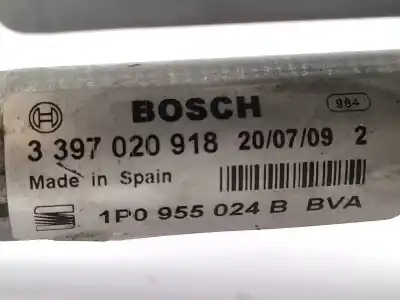 BOSCH 984
3 397 020 918 20/07/09 2
Made in Spain
1P0 955 024 B BVA